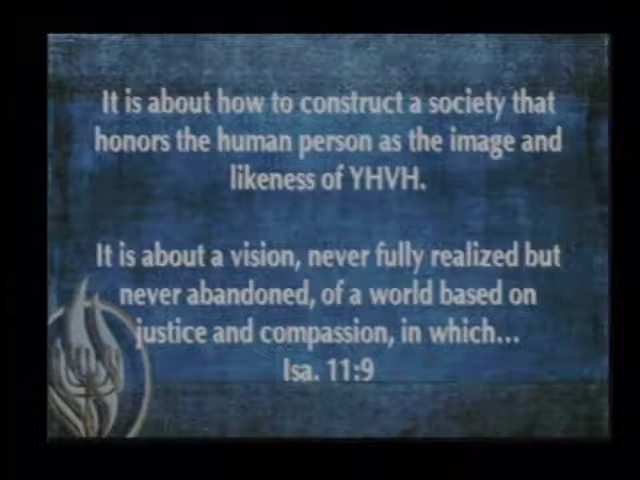 It is about how to construct a society that
honors the human person as the image and
likeness of YHVH.
It is about a vision, never fully realized but
never abandoned, of a world based on
justice and compassion, in which...
Isa. 11:9